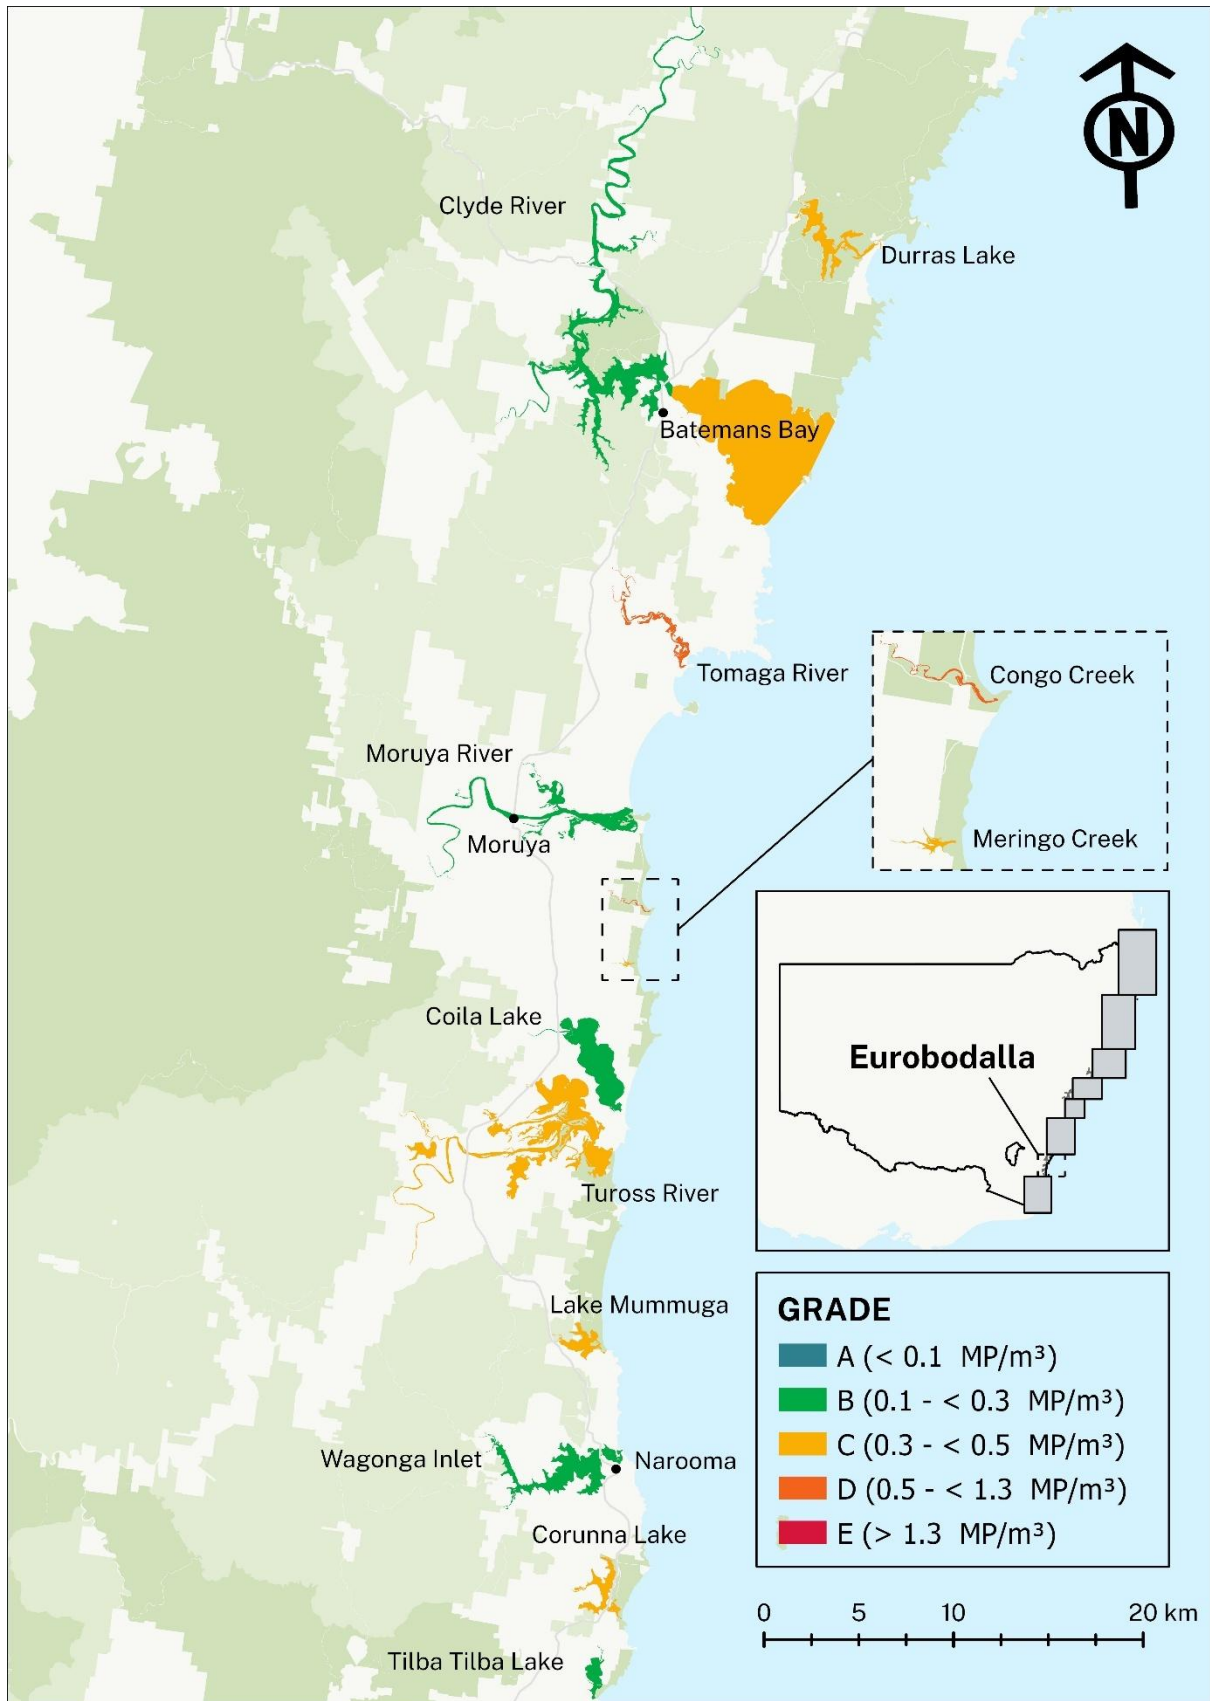 N
Clyde River
Durras Lake
Batemans Bay
Tomaga River
Congo Creek
Moruya River
Meringo Creek
Moruya
Coila Lake
Eurobodalla
Tuross River
Lake Mummuga
GRADE
A (< 0.1 MP/m³)
B (0.1 - < 0.3 MP/m³)
C (0.3 - < 0.5 MP/m³)
Wagonga Inlet
Narooma
D (0.5 - < 1.3 MP/m³)
E (> 1.3 MP/m³)
Corunna Lake
0 5 10 20 km
Tilba Tilba Lake